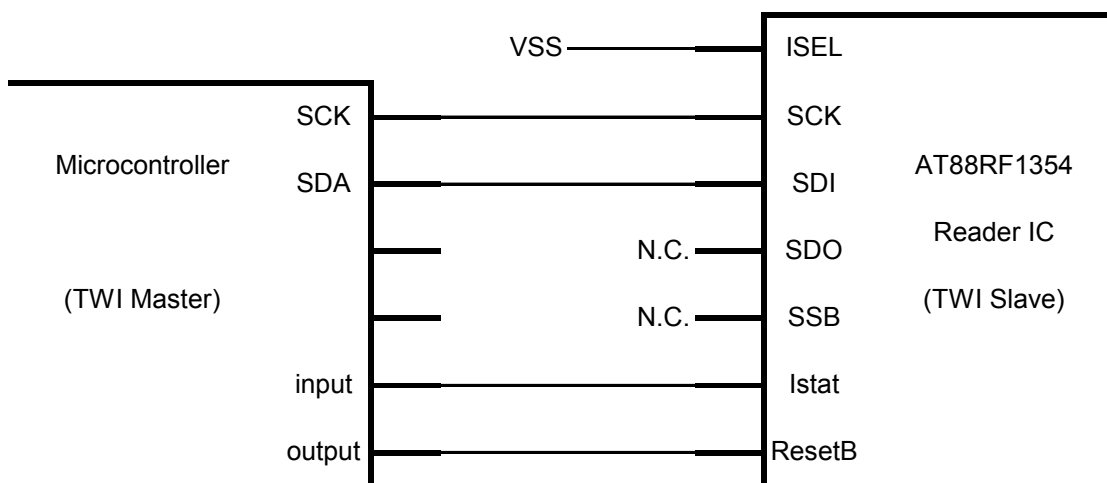 VSS ISEL
SCK SCK
Microcontroller AT88RF1354
SDA SDI
Reader IC
N.C. SDO
(TWI Master) (TWI Slave)
N.C. SSB
input Istat
output ResetB